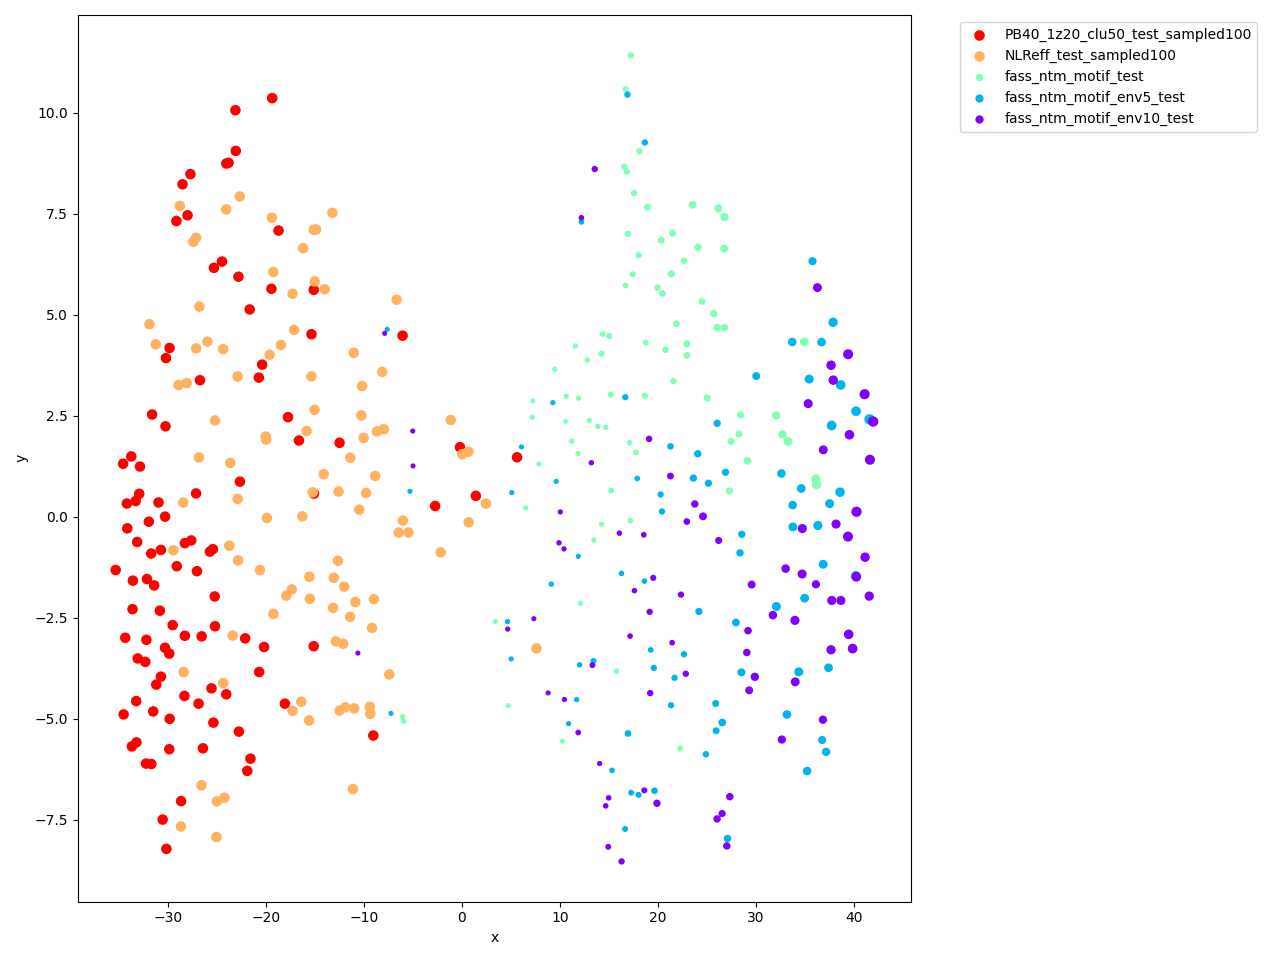 PB40_1z20_clu50_test_sampled100
NLReff_test_sampled100
fass_ntm_motif_test
fass_ntm_motif_env5_test
fass_ntm_motif_env10_test
10.0
7.5
5.0
2.5
0.0
−2.5
−5.0
−7.5
y
−30 −20 −10 0 10 20 30 40
x